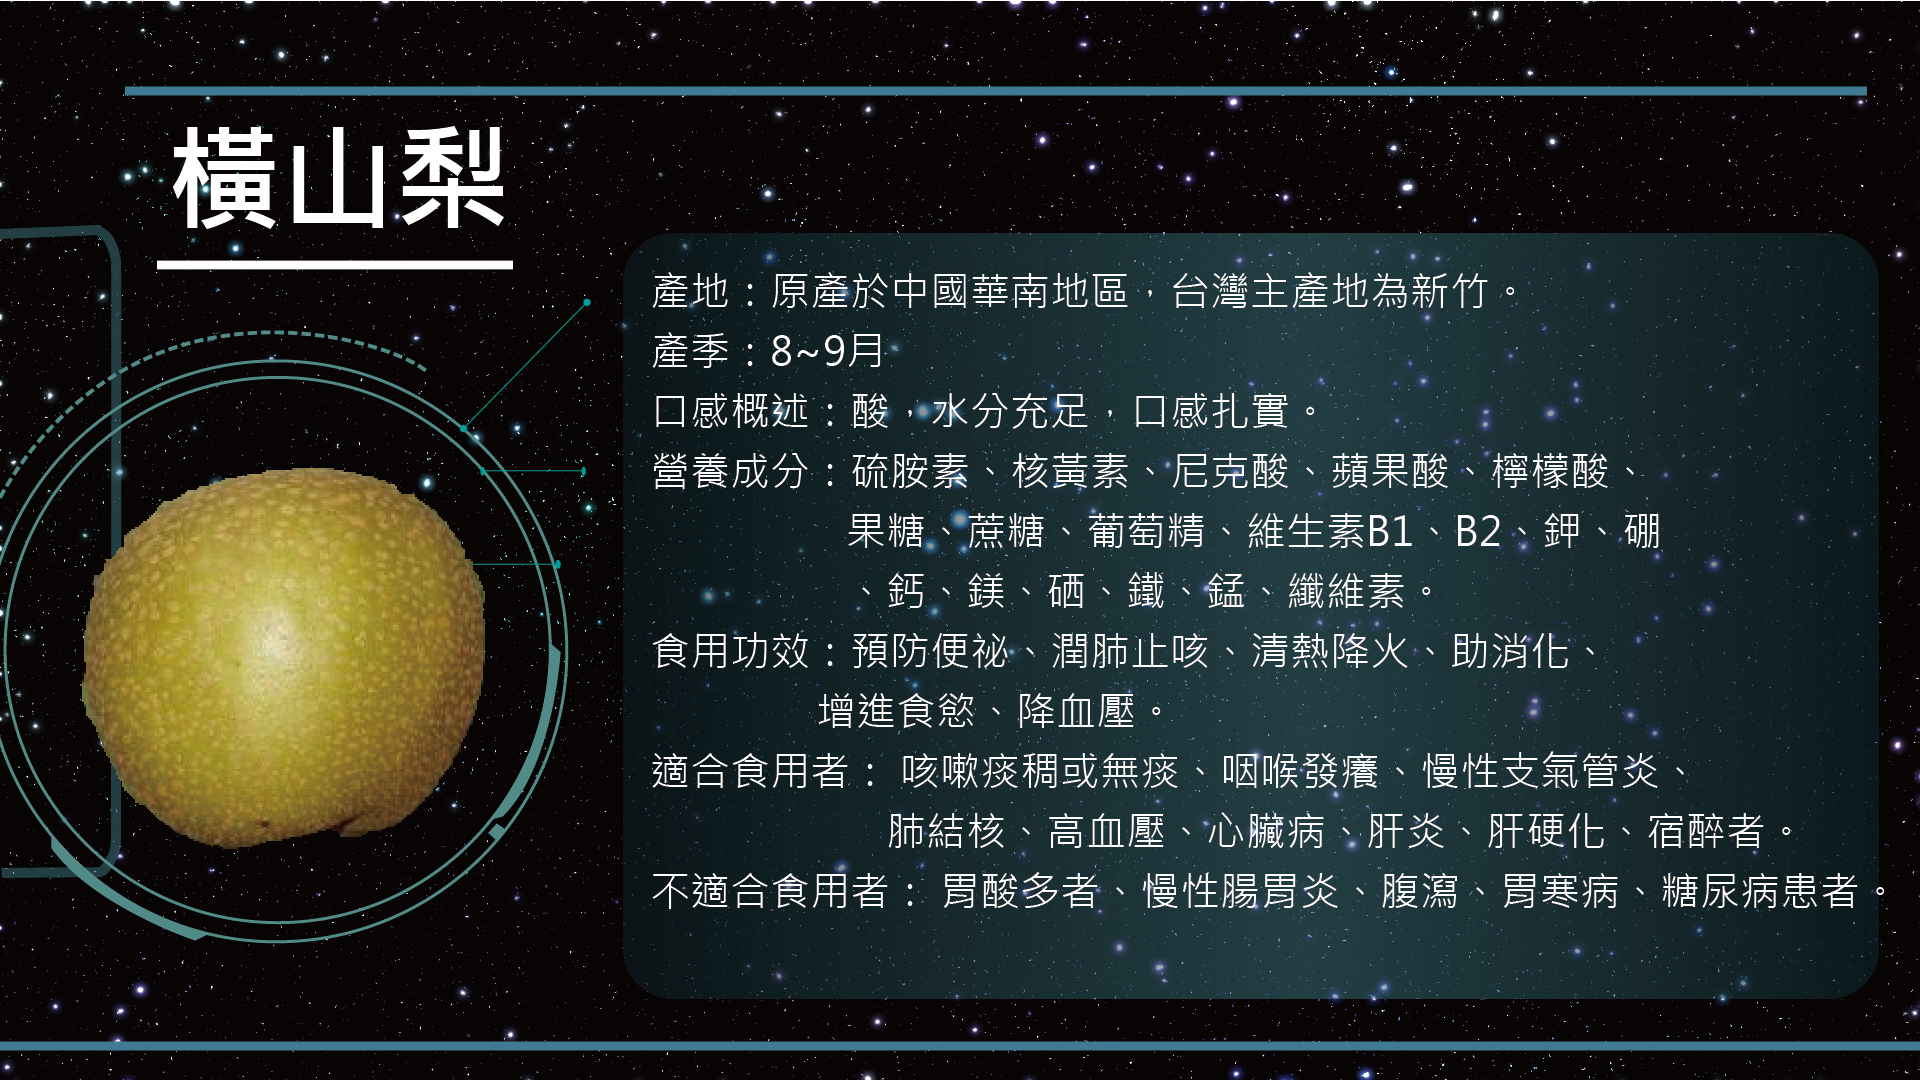 橫山梨
產地：原產於中國華南地區，台灣主產地為新竹。
產季：8~9月
口感概述：酸，水分充足，口感扎實。
營養成分：硫胺素、核黃素、尼克酸、蘋果酸、檸檬酸、
果糖、蔗糖、葡萄精、維生素B1、B2、鉀、硼
、鈣、鎂、硒、鐵、錳、纖維素。
食用功效：預防便祕、潤肺止咳、清熱降火、助消化、
增進食慾、降血壓。
適合食用者： 咳嗽痰稠或無痰、咽喉發癢、慢性支氣管炎、
肺結核、高血壓、心臟病、肝炎、肝硬化、宿醉者。
不適合食用者： 胃酸多者、慢性腸胃炎、腹瀉、胃寒病、糖尿病患者。